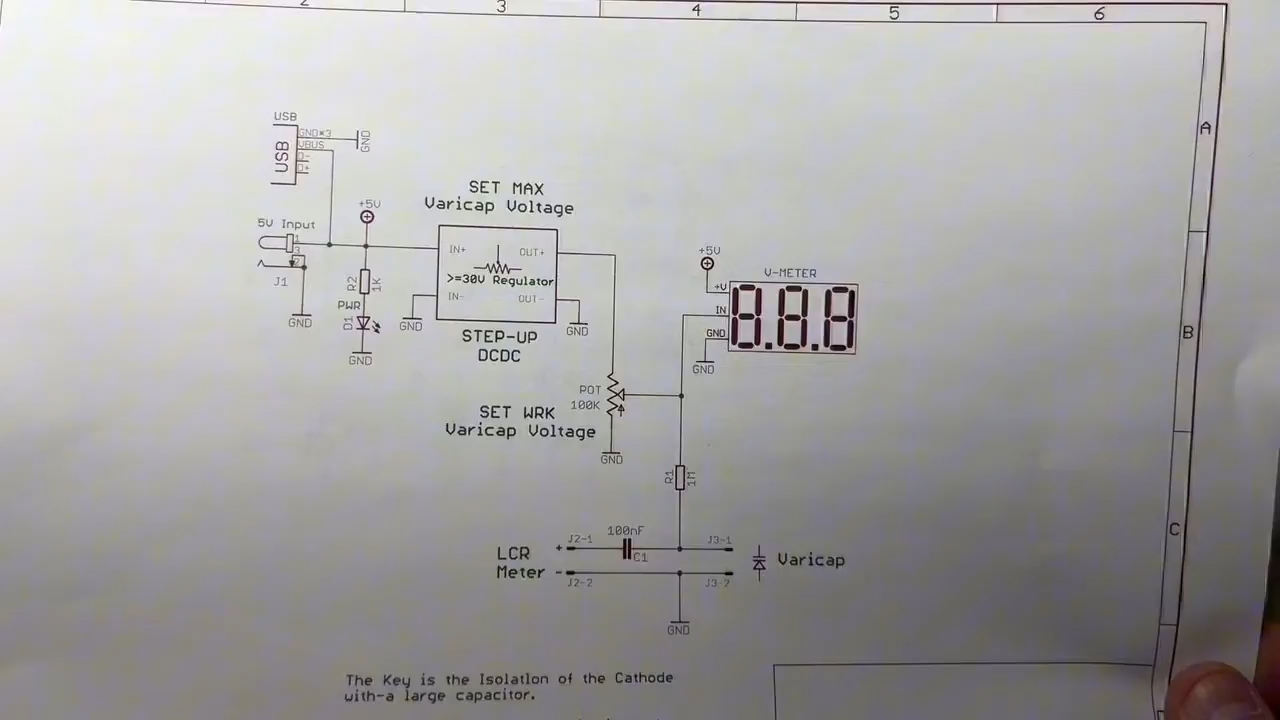 2
3
4
5
6
A
B
C
USB
USB
GND*3
VBUS
D-
D+
GND
5V Input
1
3
2
J1
GND
+5V
R2
1K
PWR
D1
GND
SET MAX
Varicap Voltage
IN+
OUT+
>=30V Regulator
IN-
OUT-
GND
GND
STEP-UP
DCDC
+5V
V-METER
+V
IN
GND
8.8.8
GND
POT
100K
SET WRK
Varicap Voltage
GND
R1
1M
100nF
LCR
Meter
+
-
J2-1
C1
J3-1
J2-2
J3-2
Varicap
GND
The Key is the Isolation of the Cathode
with-a large capacitor.